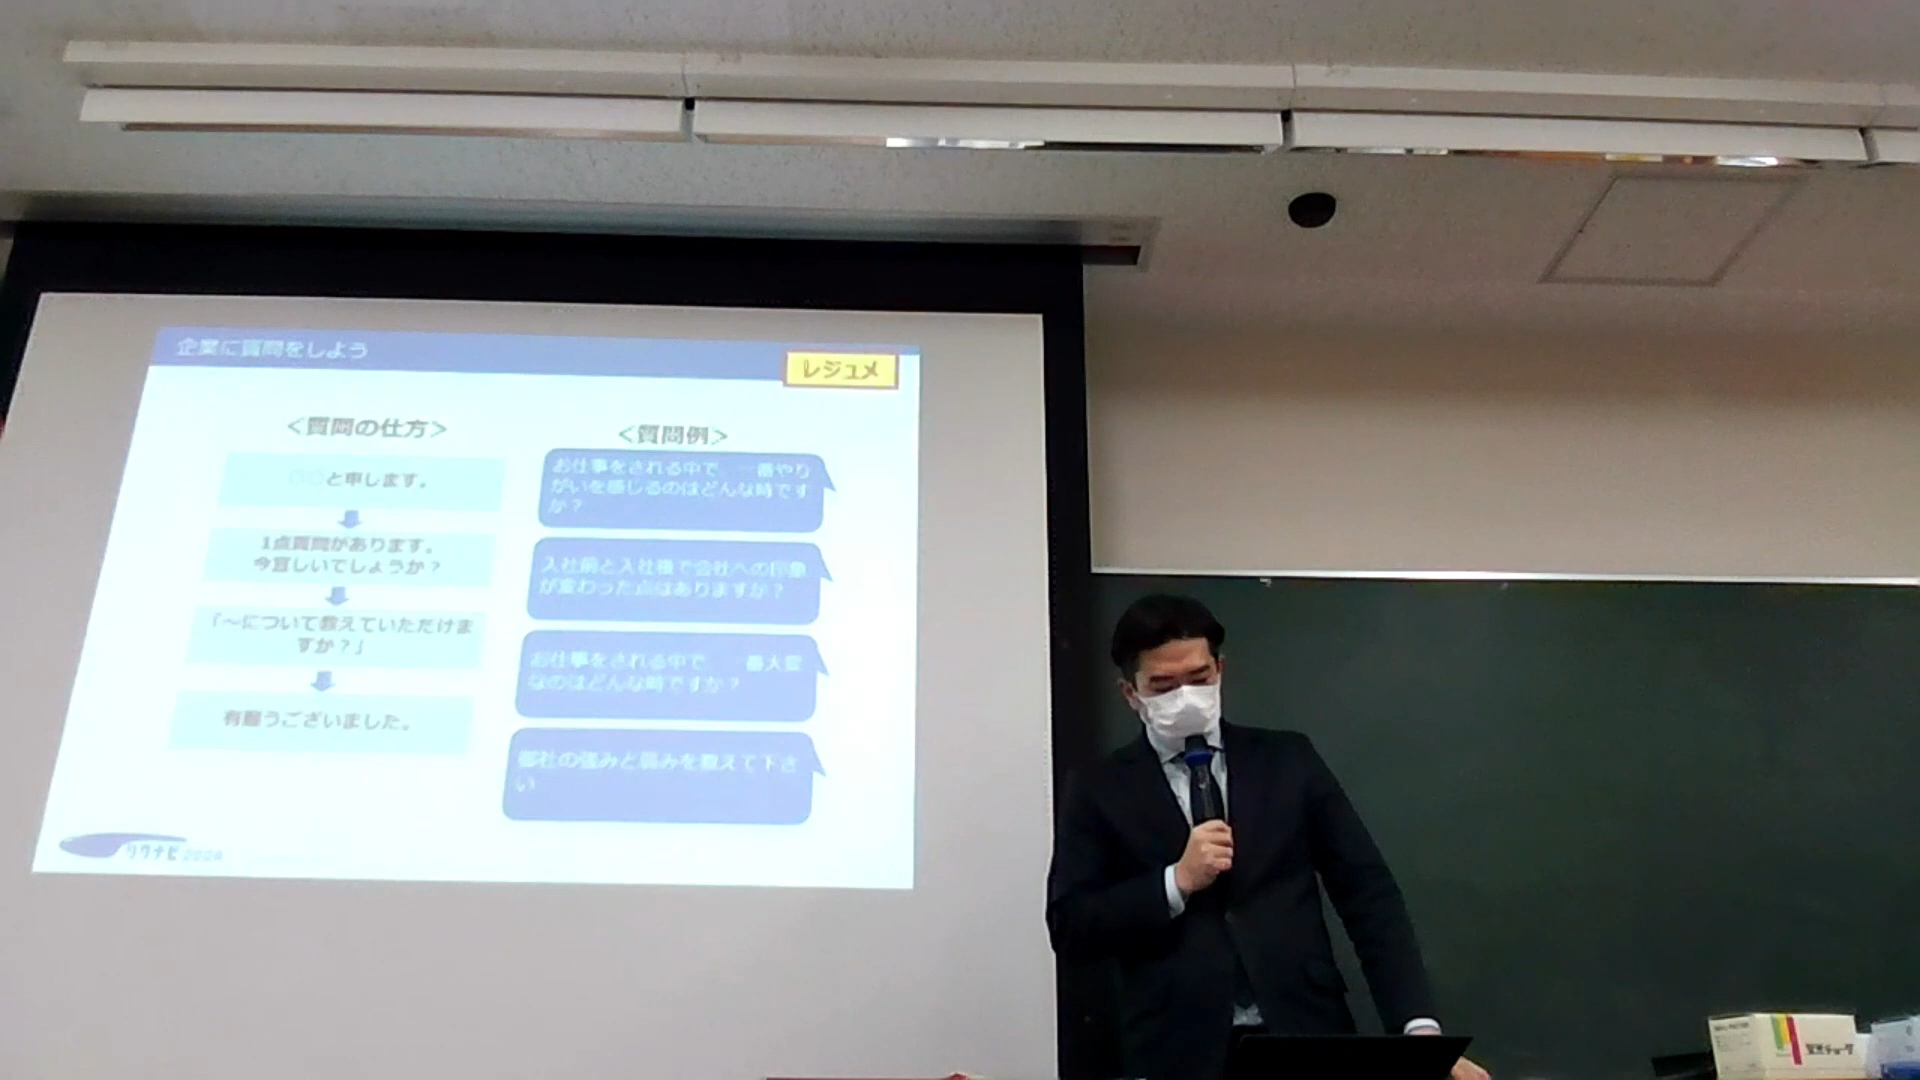 企業に質問をしよう
レジュメ
＜質問の仕方＞
○○と申します。
1点質問があります。
今宜しいでしょうか？
「～について教えていただけま
すか？」
有難うございました。
＜質問例＞
お仕事をされる中で、一番やり
がいを感じるのはどんな時です
か？
入社前と入社後で会社への印象
が変わった点はありますか？
お仕事をされる中で、一番大変
なのはどんな時ですか？
御社の強みと弱みを教えて下さ
い
リクナビ